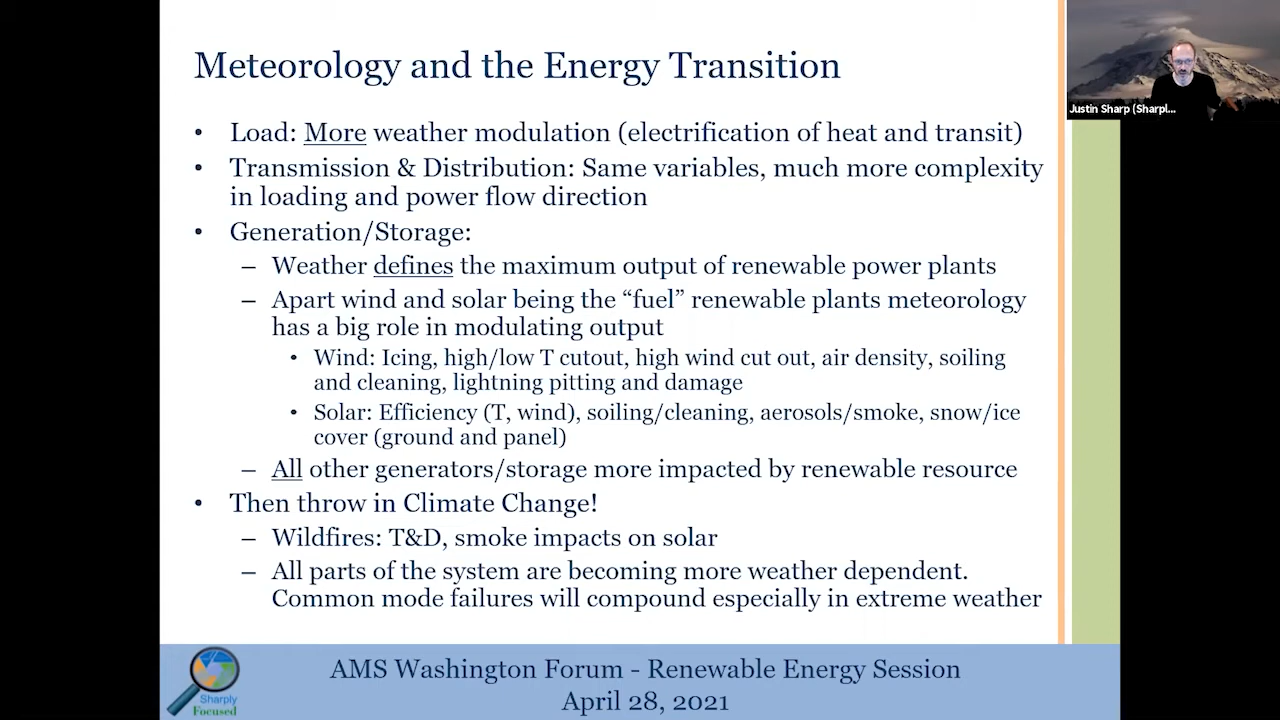 Meteorology and the Energy Transition
Justin Sharp (Sharpl...
• Load: More weather modulation (electrification of heat and transit)
• Transmission & Distribution: Same variables, much more complexity
in loading and power flow direction
• Generation/Storage:
– Weather defines the maximum output of renewable power plants
– Apart wind and solar being the “fuel” renewable plants meteorology
has a big role in modulating output
• Wind: Icing, high/low T cutout, high wind cut out, air density, soiling
and cleaning, lightning pitting and damage
• Solar: Efficiency (T, wind), soiling/cleaning, aerosols/smoke, snow/ice
cover (ground and panel)
– All other generators/storage more impacted by renewable resource
• Then throw in Climate Change!
– Wildfires: T&D, smoke impacts on solar
– All parts of the system are becoming more weather dependent.
Common mode failures will compound especially in extreme weather
Sharply
Focused
AMS Washington Forum - Renewable Energy Session
April 28, 2021